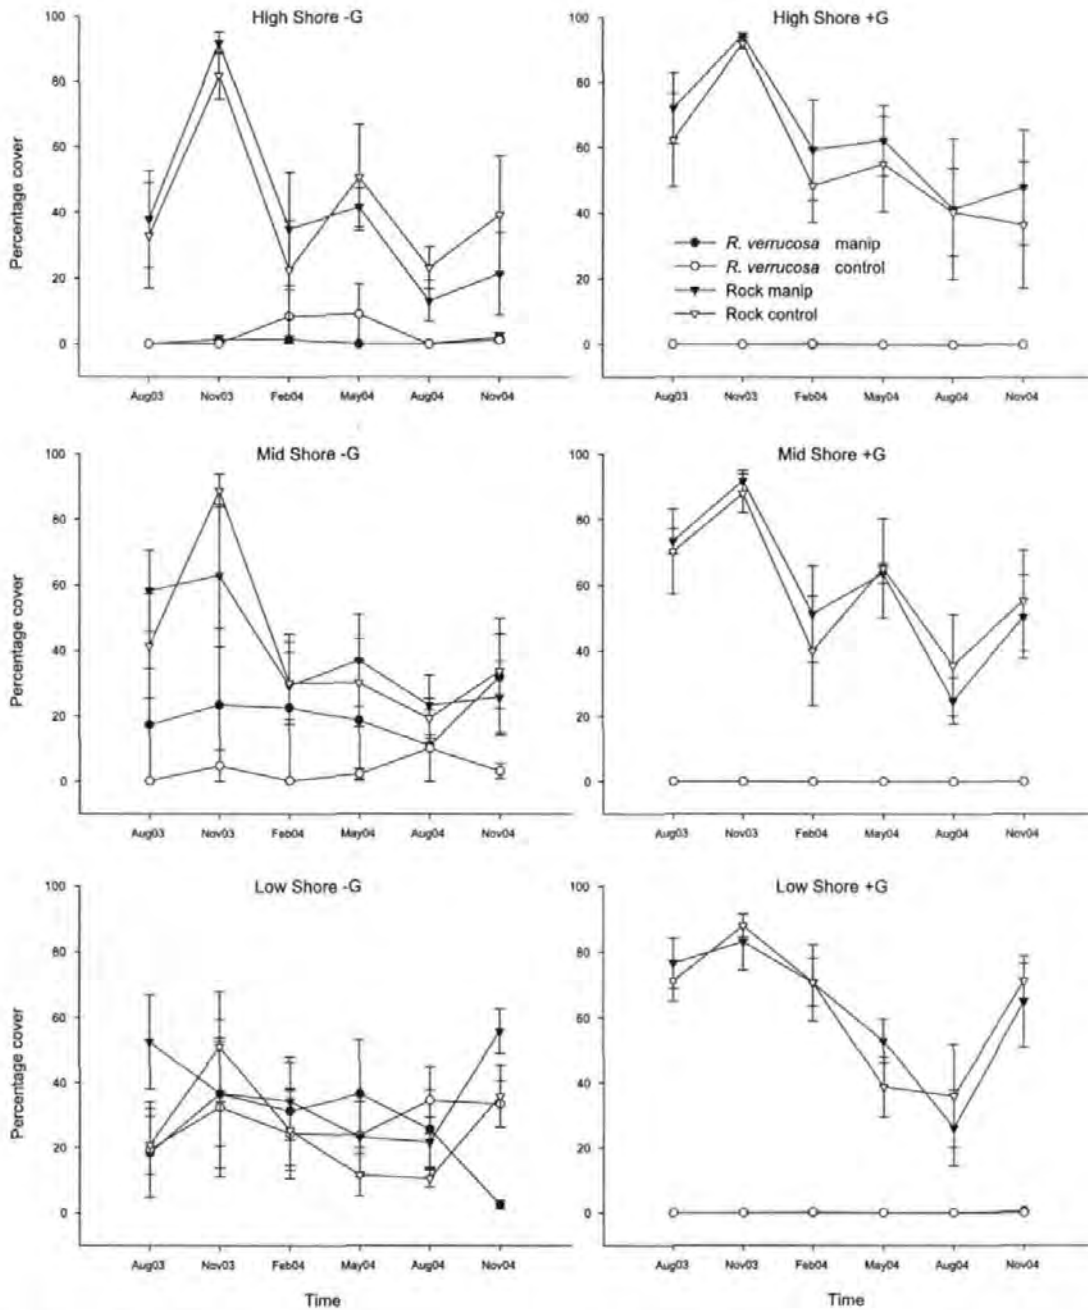 High Shore -G
100
80
60
40
20
0
Percentage cover
Aug03 Nov03 Feb04 May04 Aug04 Nov04
High Shore +G
100
80
60
40
20
0
R. verrucosa manip
R. verrucosa control
Rock manip
Rock control
Aug03 Nov03 Feb04 May04 Aug04 Nov04
Mid Shore -G
100
80
60
40
20
0
Percentage cover
Aug03 Nov03 Feb04 May04 Aug04 Nov04
Mid Shore +G
100
80
60
40
20
0
Aug03 Nov03 Feb04 May04 Aug04 Nov04
Low Shore -G
100
80
60
40
20
0
Percentage cover
Aug03 Nov03 Feb04 May04 Aug04 Nov04
Time
Low Shore +G
100
80
60
40
20
0
Aug03 Nov03 Feb04 May04 Aug04 Nov04
Time